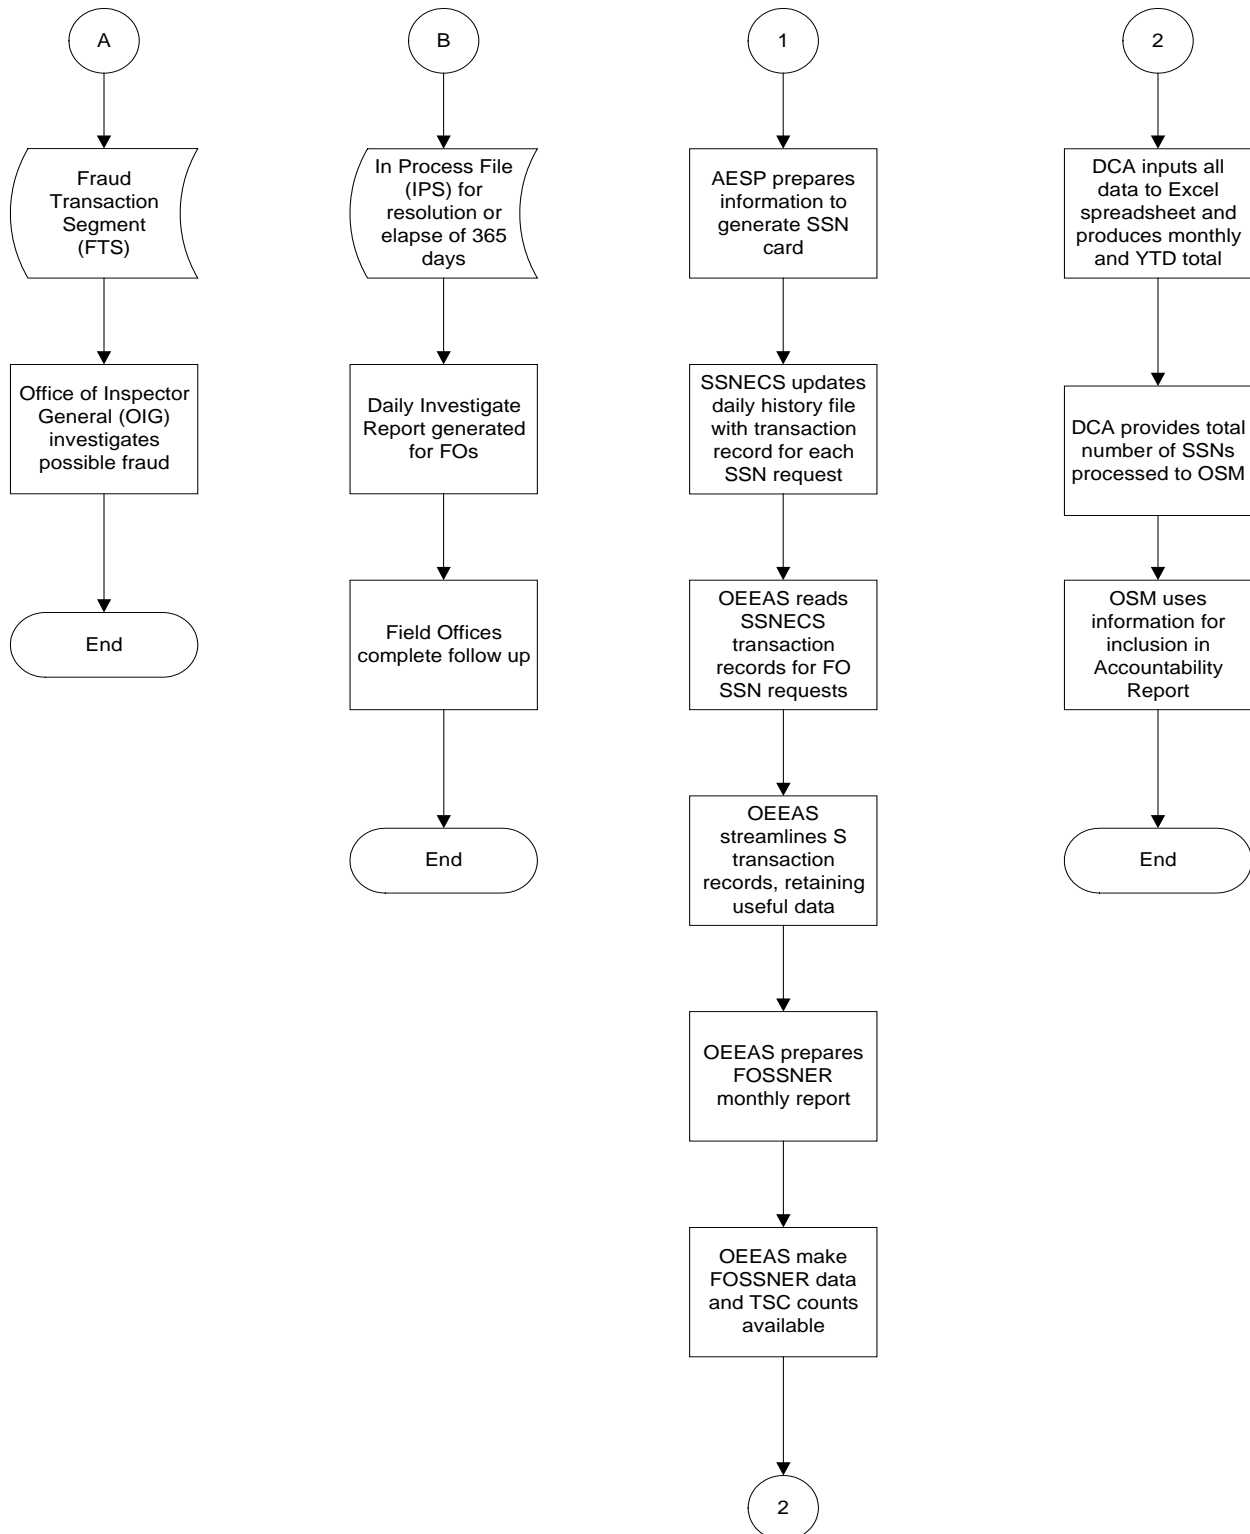 A
Fraud
Transaction
Segment
(FTS)
Office of Inspector
General (OIG)
investigates
possible fraud
End
B
In Process File
(IPS) for
resolution or
elapse of 365
days
Daily Investigate
Report generated
for FOs
Field Offices
complete follow up
End
1
AESP prepares
information to
generate SSN
card
SSNECS updates
daily history file
with transaction
record for each
SSN request
OEEAS reads
SSNECS
transaction
records for FO
SSN requests
OEEAS
streamlines S
transaction
records, retaining
useful data
OEEAS prepares
FOSSNER
monthly report
OEEAS make
FOSSNER data
and TSC counts
available
2
2
DCA inputs all
data to Excel
spreadsheet and
produces monthly
and YTD total
DCA provides total
number of SSNs
processed to OSM
OSM uses
information for
inclusion in
Accountability
Report
End